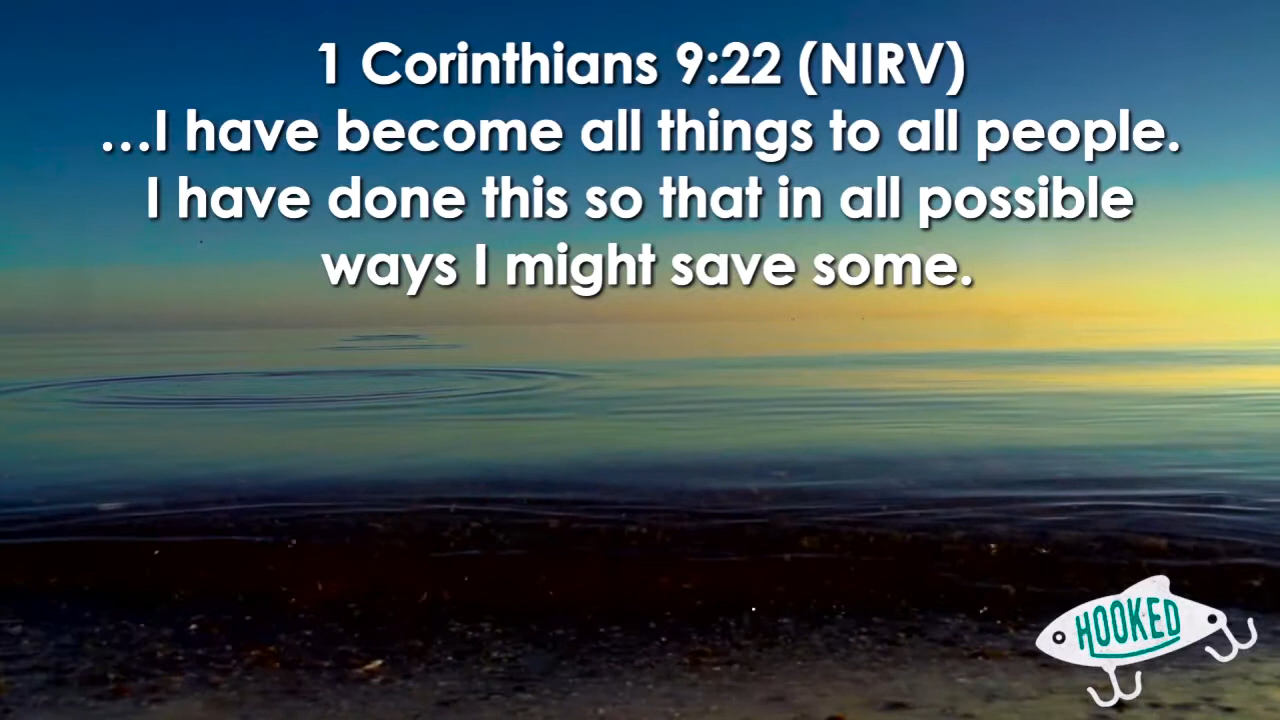 1 Corinthians 9:22 (NIRV)
...I have become all things to all people.
I have done this so that in all possible
ways I might save some.
HOOKED